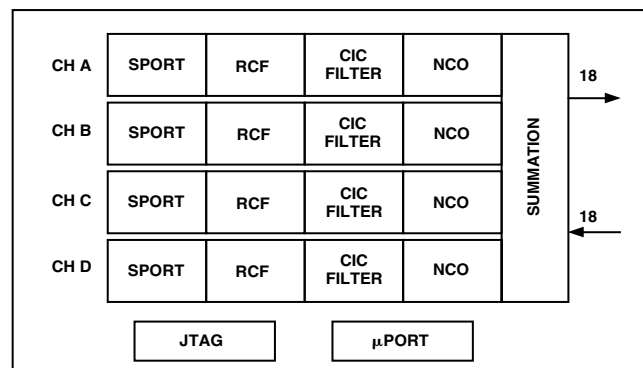 CH A SPORT RCF CIC FILTER NCO 18
CH B SPORT RCF CIC FILTER NCO
SUMMATION
CH C SPORT RCF CIC FILTER NCO 18
CH D SPORT RCF CIC FILTER NCO
JTAG μPORT